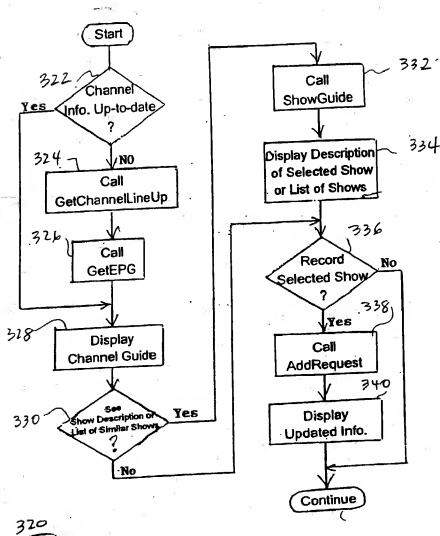 Start
322
Channel
Info. Up-to-date
?
Yes
NO
324
Call
GetChannelLineUp
326
Call
GetEPG
328
Display
Channel Guide
330
See
Show Description or
List of Similar Shows
?
Yes
No
320
332
Call
ShowGuide
334
Display Description
of Selected Show
or List of Shows
336
Record
Selected Show
?
No
Yes
338
Call
AddRequest
340
Display
Updated Info.
Continue